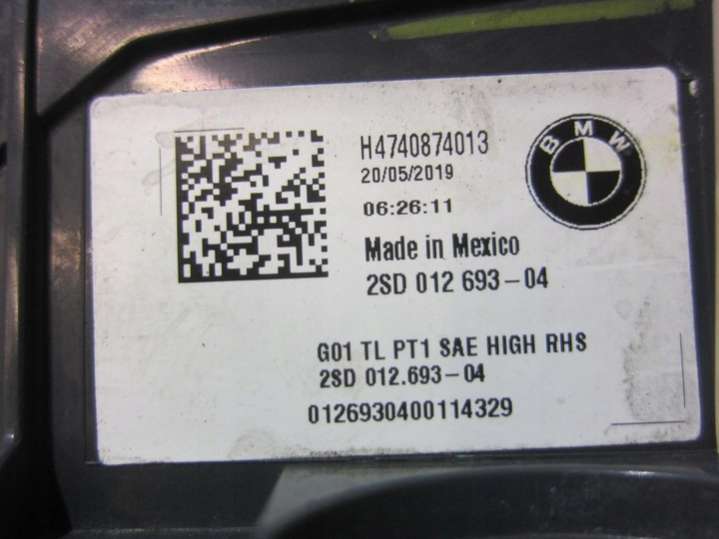 H4740874013
20/05/2019
06:26:11
BMW
Made in Mexico
2SD 012 693-04
G01 TL PT1 SAE HIGH RHS
2SD 012.693-04
0126930400114329